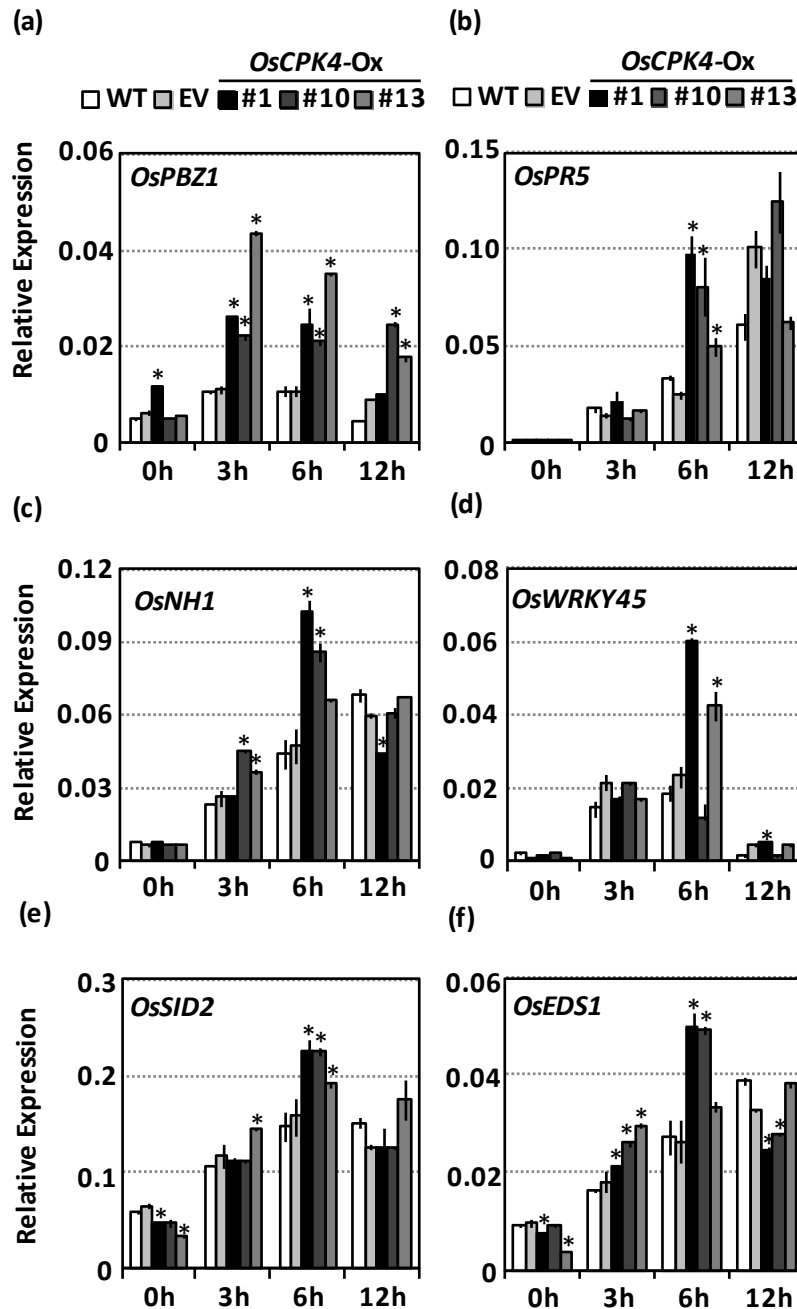 (a)
OsCPK4-Ox
WT EV #1 #10 #13
OsPBZ1
Relative Expression
0.06
0.04
0.02
0
*
*
*
*
*
*
*
*
*
0h 3h 6h 12h
(b)
OsCPK4-Ox
WT EV #1 #10 #13
OsPR5
0.15
0.10
0.05
0
*
*
*
0h 3h 6h 12h
(c)
OsNH1
Relative Expression
0.12
0.09
0.06
0.03
0
*
*
*
*
*
0h 3h 6h 12h
(d)
OsWRKY45
0.08
0.06
0.04
0.02
0
*
*
*
0h 3h 6h 12h
(e)
OsSID2
Relative Expression
0.3
0.2
0.1
0
*
*
*
*
*
*
0h 3h 6h 12h
(f)
OsEDS1
0.06
0.04
0.02
0
*
*
*
*
*
*
*
*
*
0h 3h 6h 12h